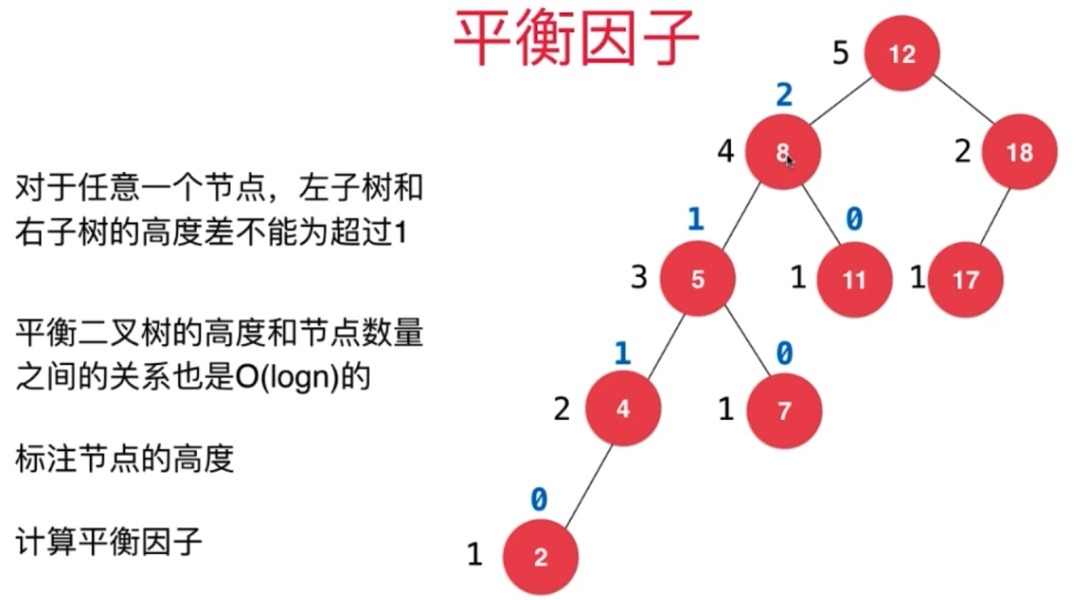 平衡因子
对于任意一个节点，左子树和
右子树的高度差不能为超过1
平衡二叉树的高度和节点数量
之间的关系也是O(logn)的
标注节点的高度
计算平衡因子
5 12
2
4 8 2 18
1 0
3 5 1 11 1 17
1 0
2 4 1 7
0
1 2